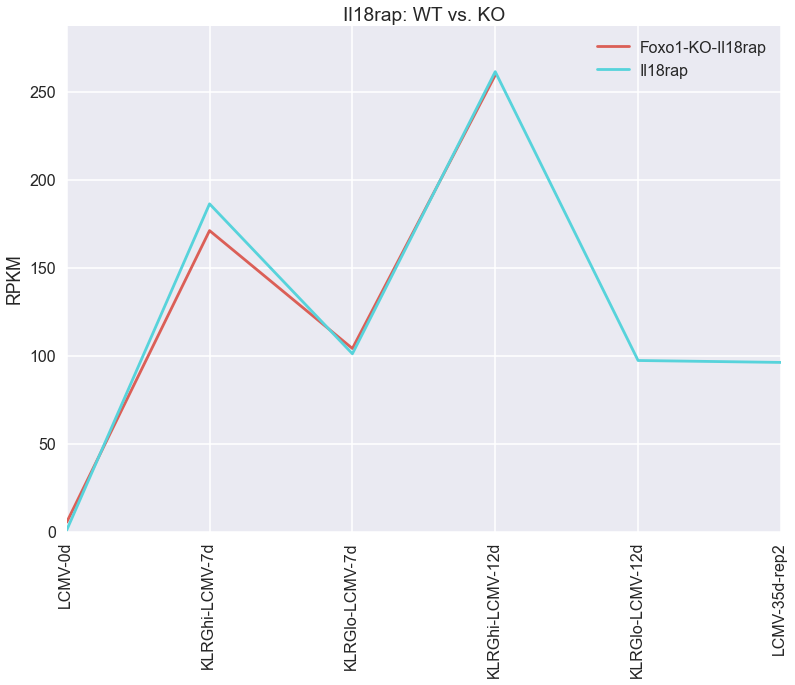 Il18rap: WT vs. KO
Foxo1-KO-Il18rap
Il18rap
RPKM
250
200
150
100
50
0
LCMV-0d
KLRGhi-LCMV-7d
KLRGlo-LCMV-7d
KLRGhi-LCMV-12d
KLRGlo-LCMV-12d
LCMV-35d-rep2